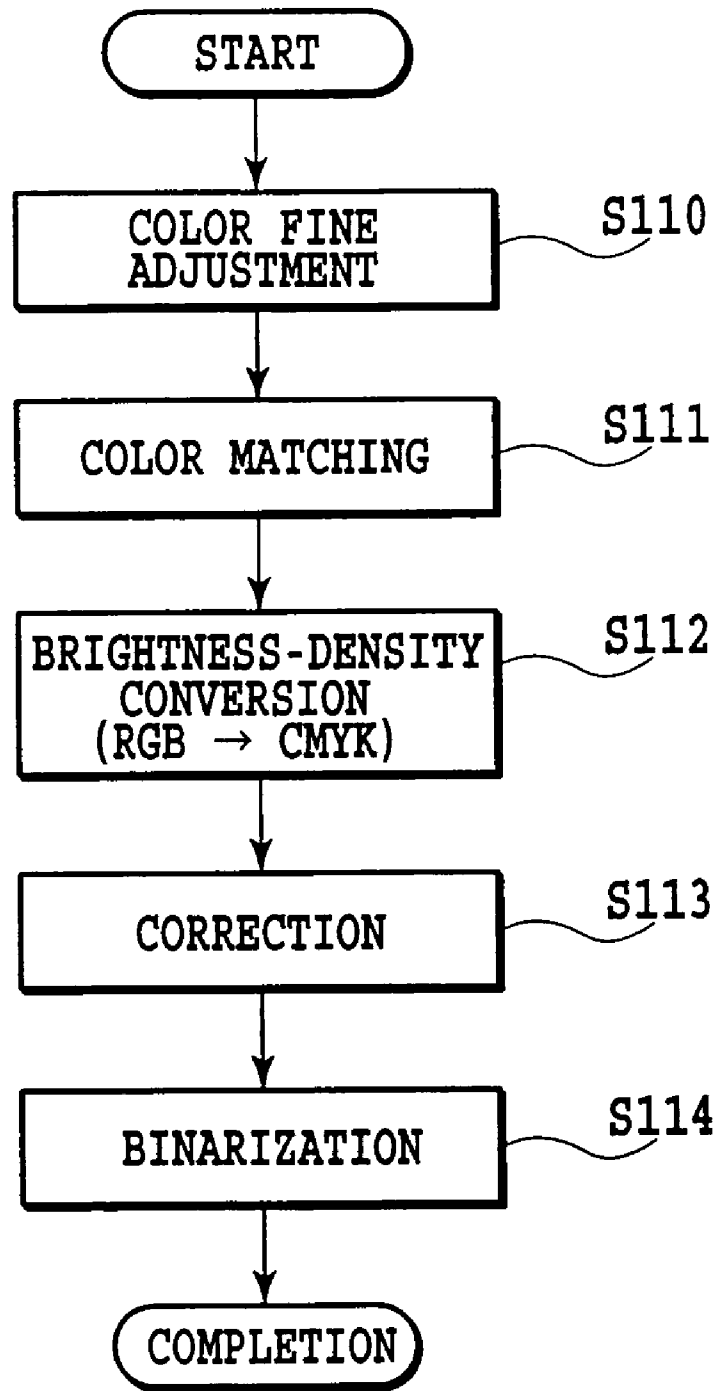 START
COLOR FINE
ADJUSTMENT
S110
COLOR MATCHING
S111
BRIGHTNESS-DENSITY
CONVERSION
(RGB → CMYK)
S112
CORRECTION
S113
BINARIZATION
S114
COMPLETION